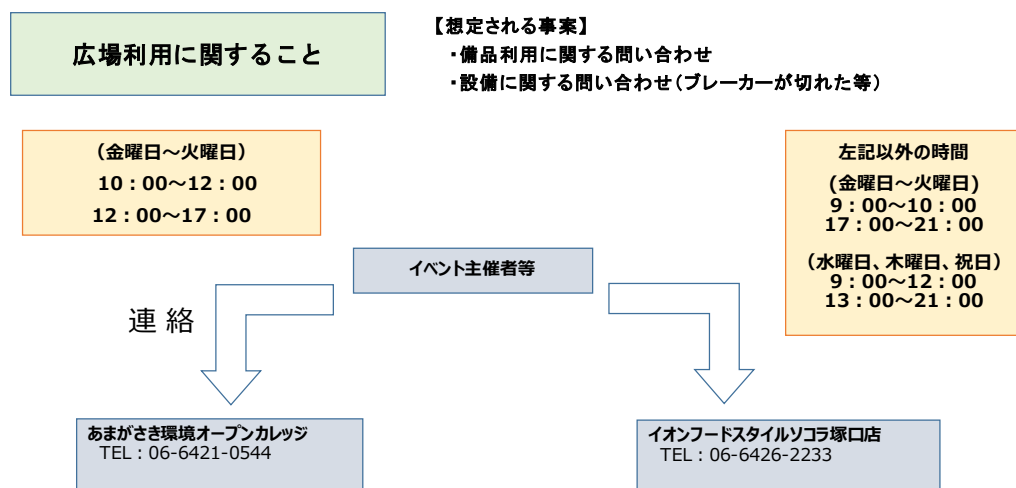 広場利用に関すること
【想定される事案】
・備品利用に関する問い合わせ
・設備に関する問い合わせ（ブレーカーが切れた等）
（金曜日～火曜日）
10：00～12：00
12：00～17：00
左記以外の時間
(金曜日～火曜日)
9：00～10：00
17：00～21：00
（水曜日、木曜日、祝日）
9：00～12：00
13：00～21：00
イベント主催者等
連 絡
あまがさき環境オープンカレッジ
TEL：06-6421-0544
イオンフードスタイルソコラ塚口店
TEL：06-6426-2233